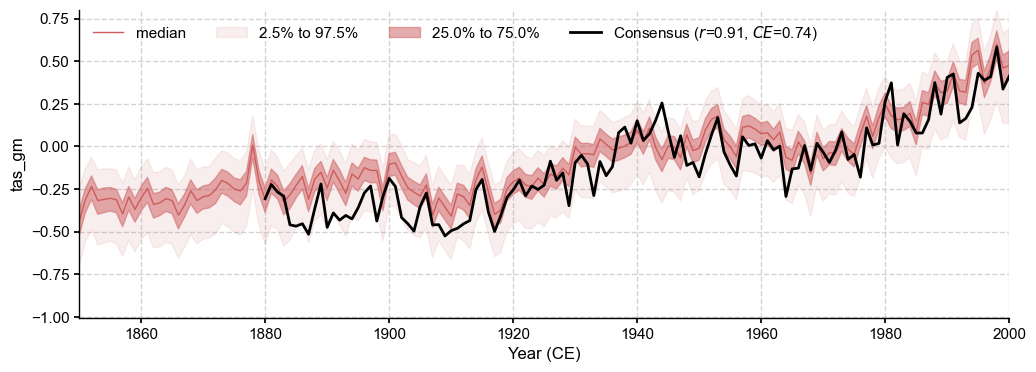 median 2.5% to 97.5% 25.0% to 75.0% Consensus (r=0.91, CE=0.74)
0.75
0.50
0.25
0.00
−0.25
−0.50
−0.75
−1.00
tas_gm
1860 1880 1900 1920 1940 1960 1980 2000
Year (CE)